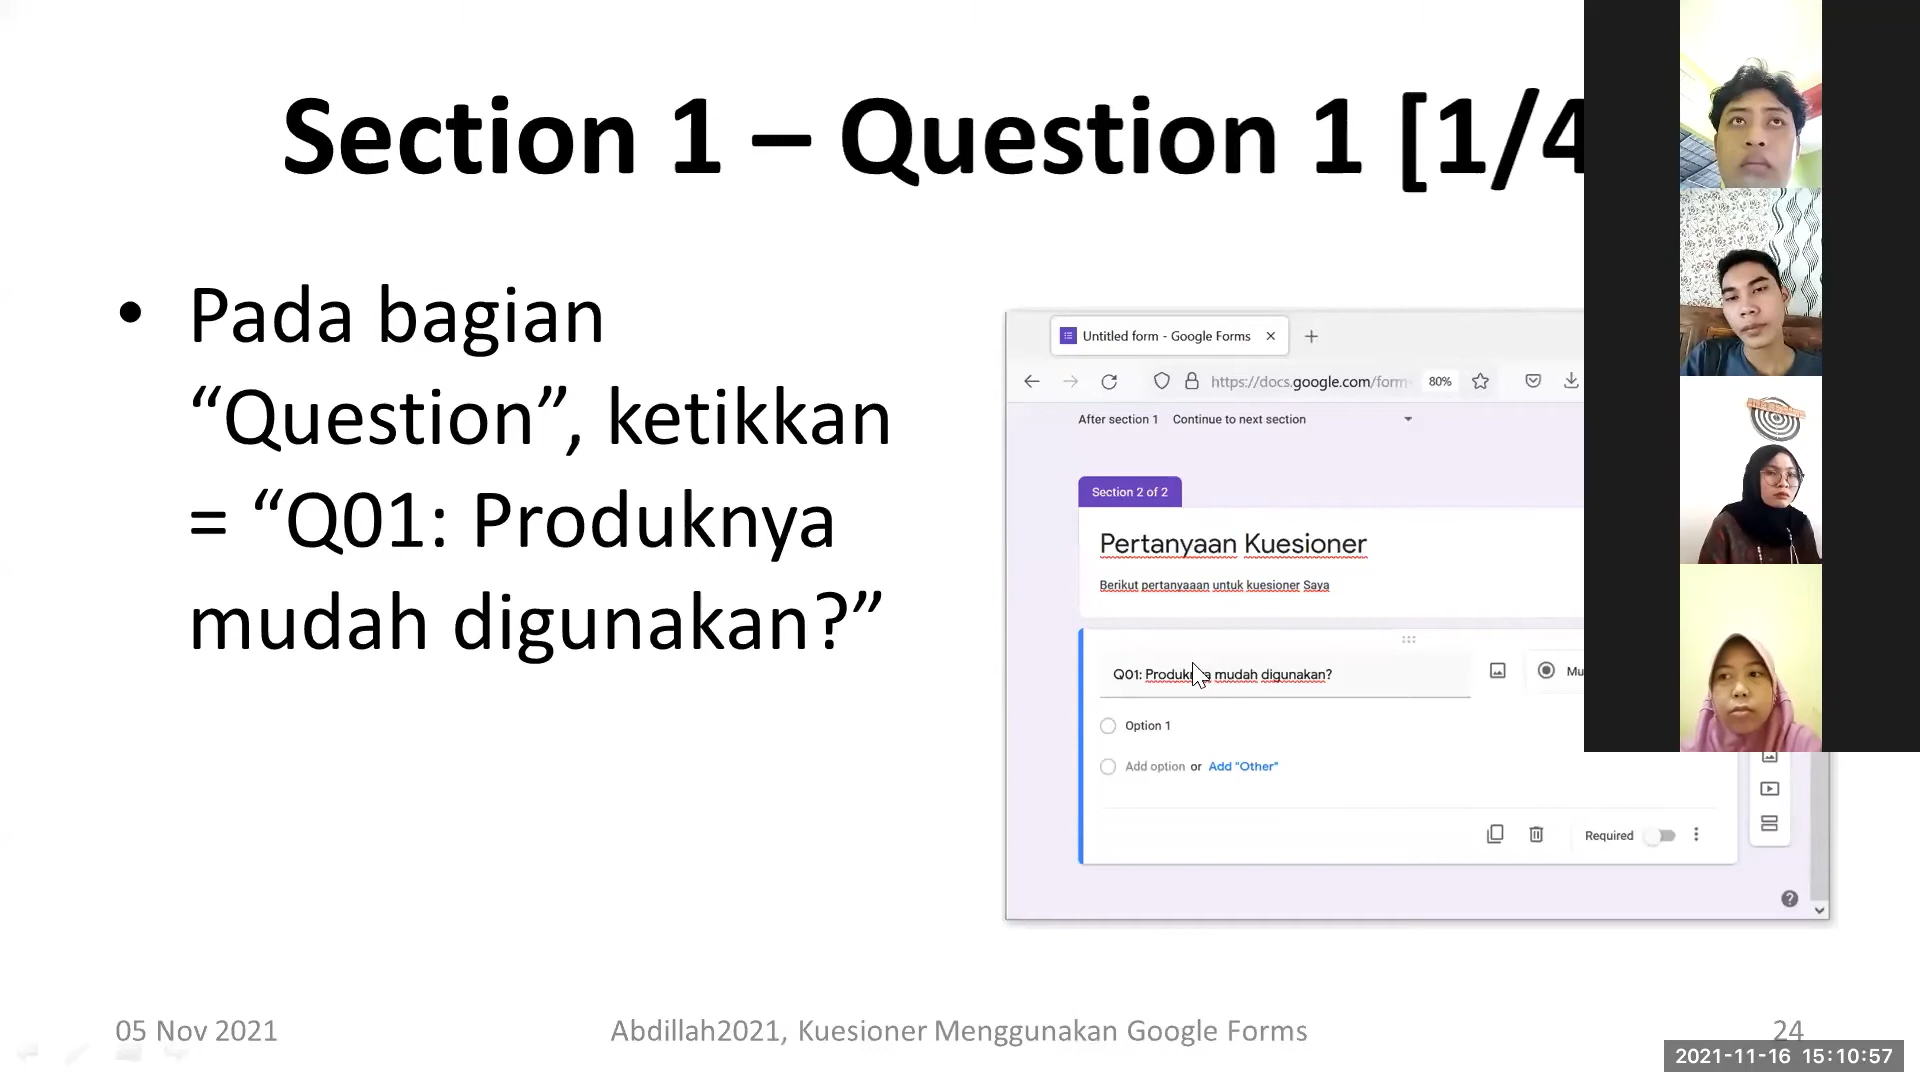 Section 1 – Question 1 [1/4
• Pada bagian
“Question”, ketikkan
= “Q01: Produknya
mudah digunakan?”
Untitled form - Google Forms
https://docs.google.com/form
80%
After section 1 Continue to next section
Section 2 of 2
Pertanyaan Kuesioner
Berikut pertanyaaan untuk kuesioner Saya
Q01: Produknya mudah digunakan?
Mu
Option 1
Add option or Add "Other"
Required
05 Nov 2021
Abdillah2021, Kuesioner Menggunakan Google Forms
24
2021-11-16 15:10:57